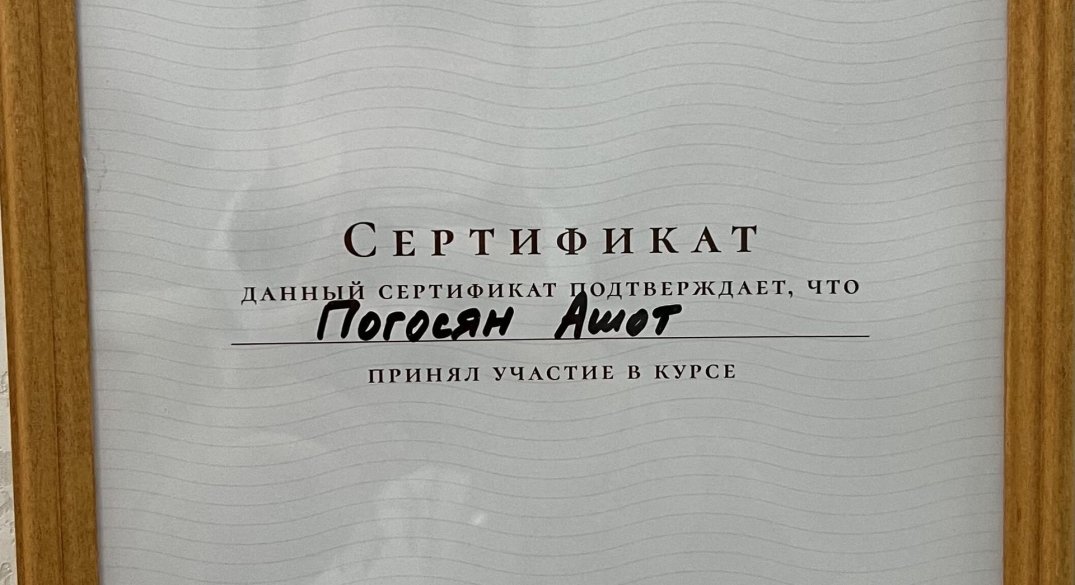 Сертификат
данный сертификат подтверждает, что
Погосян Ашот
принял участие в курсе